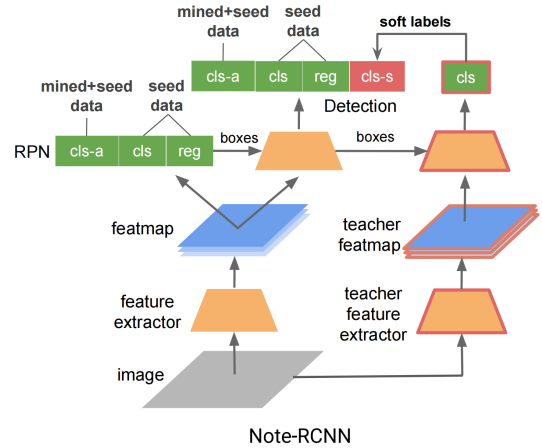 mined+seed
data
seed
data
soft labels
cls-a
cls
reg
cls-s
cls
mined+seed
data
seed
data
Detection
RPN
cls-a
cls
reg
boxes
boxes
featmap
teacher
featmap
feature
extractor
teacher
feature
extractor
image
Note-RCNN